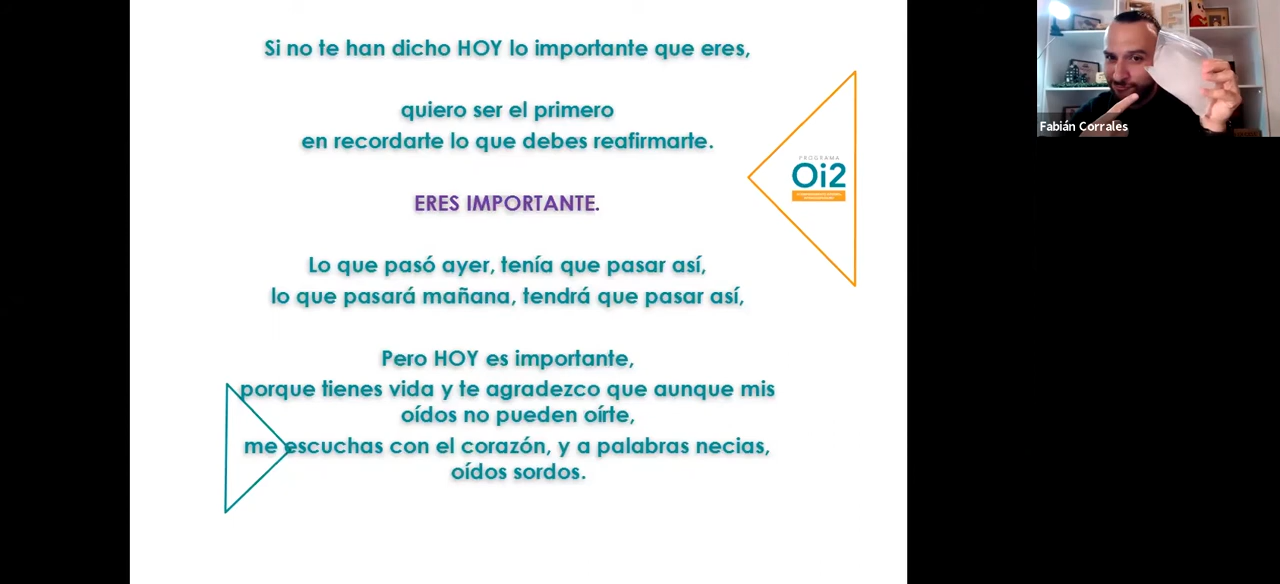 Si no te han dicho HOY lo importante que eres,
quiero ser el primero
en recordarte lo que debes reafirmarte.
ERES IMPORTANTE.
Lo que pasó ayer, tenía que pasar así,
lo que pasará mañana, tendrá que pasar así,
Pero HOY es importante,
porque tienes vida y te agradezco que aunque mis
oídos no pueden oírte,
me escuchas con el corazón, y a palabras necias,
oídos sordos.
PROGRAMA
Oi2
Fabián Corrales